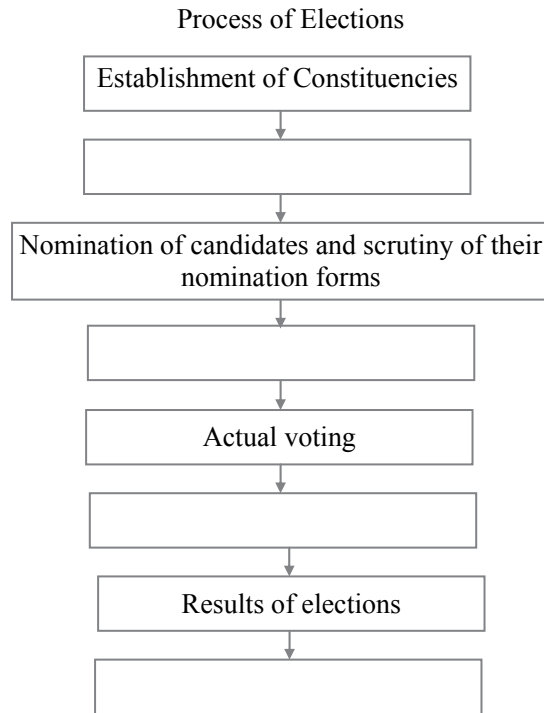 Process of Elections
Establishment of Constituencies
Nomination of candidates and scrutiny of their
nomination forms
Actual voting
Results of elections